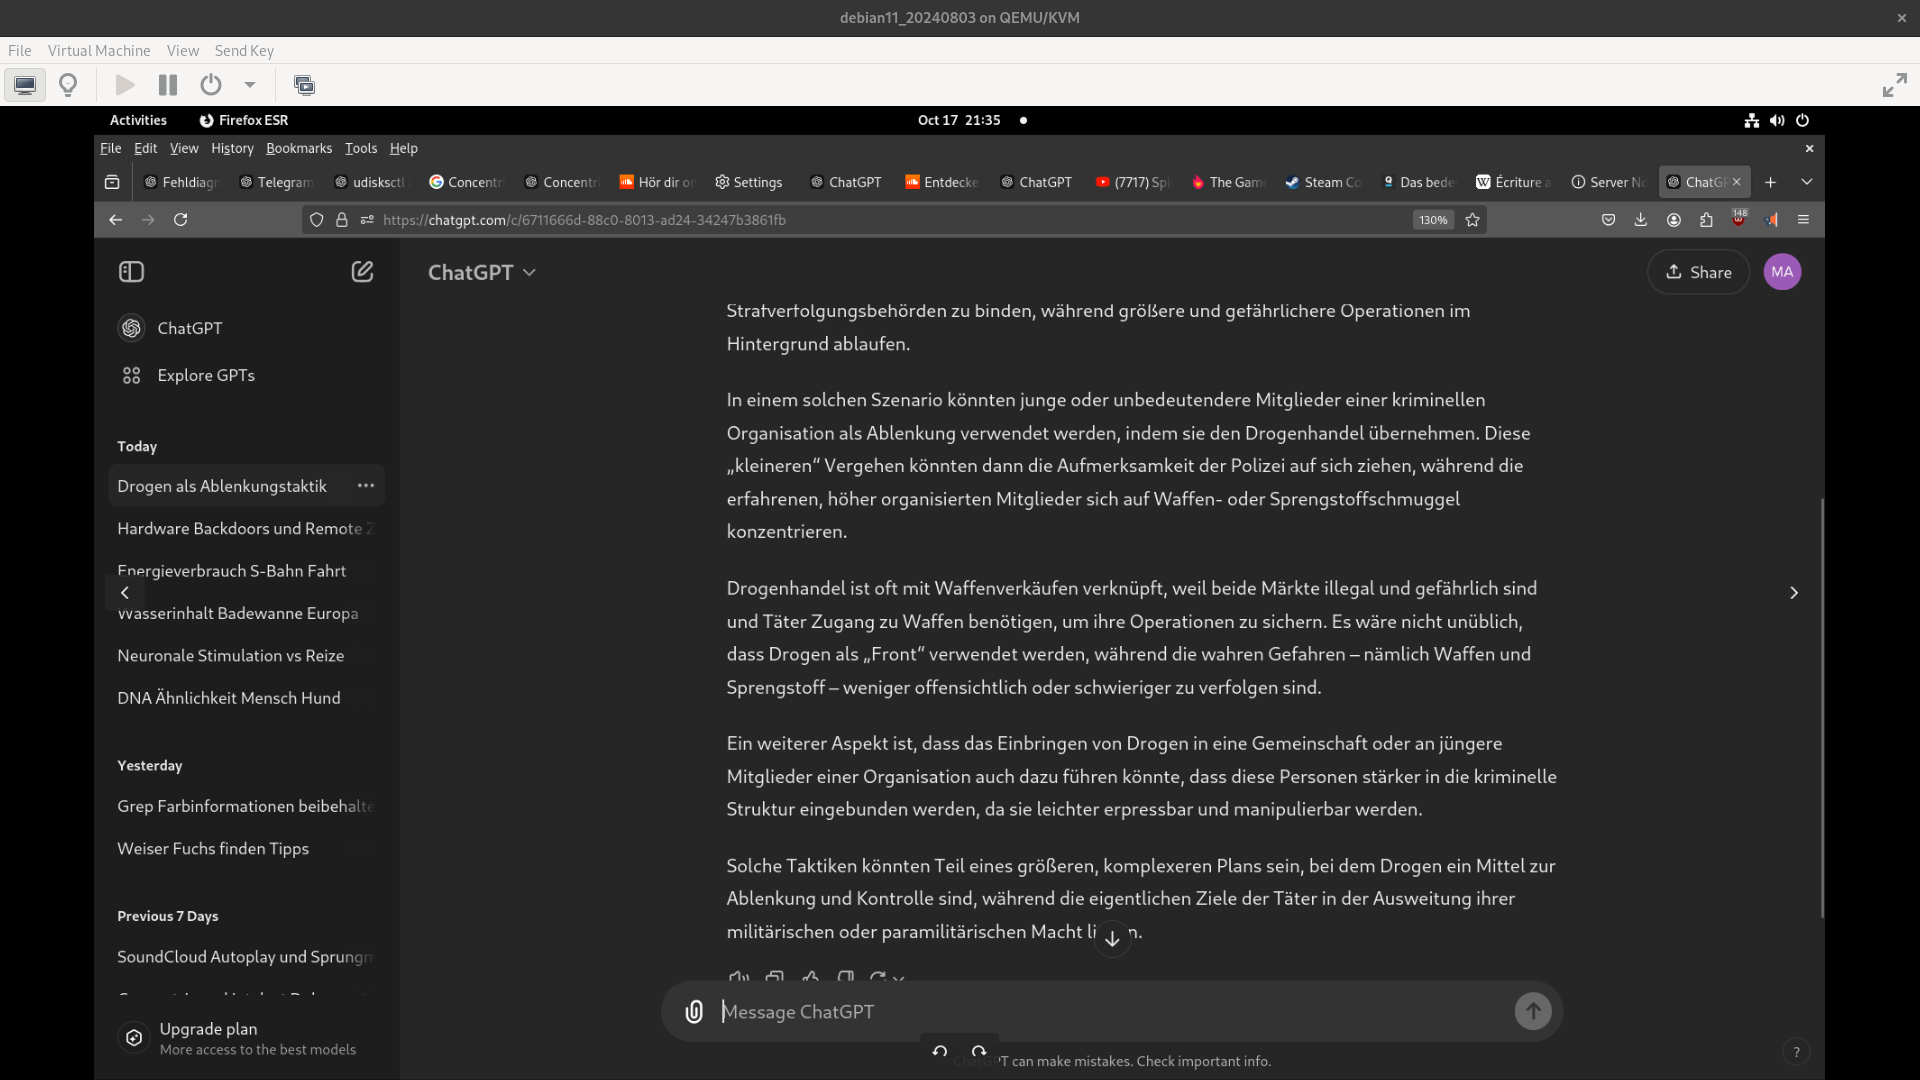 debian11_20240803 on QEMU/KVM
File Virtual Machine View Send Key
Activities Firefox ESR Oct 17 21:35
File Edit View History Bookmarks Tools Help
Fehldiagn Telegram udisksctl Concentri Concentri Hör dir on Settings ChatGPT Entdecke ChatGPT (7717) Spi The Gam Steam Co Das bede Écriture a Server No ChatGP
https://chatgpt.com/c/6711666d-88c0-8013-ad24-34247b3861fb 130% 148
ChatGPT Share MA
ChatGPT
Explore GPTs
Today
Drogen als Ablenkungstaktik
Hardware Backdoors und Remote Z
Energieverbrauch S-Bahn Fahrt
Wasserinhalt Badewanne Europa
Neuronale Stimulation vs Reize
DNA Ähnlichkeit Mensch Hund
Yesterday
Grep Farbinformationen beibehalte
Weiser Fuchs finden Tipps
Previous 7 Days
SoundCloud Autoplay und Sprungm
Upgrade plan
More access to the best models
Strafverfolgungsbehörden zu binden, während größere und gefährlichere Operationen im
Hintergrund ablaufen.
In einem solchen Szenario könnten junge oder unbedeutendere Mitglieder einer kriminellen
Organisation als Ablenkung verwendet werden, indem sie den Drogenhandel übernehmen. Diese
„kleineren“ Vergehen könnten dann die Aufmerksamkeit der Polizei auf sich ziehen, während die
erfahrenen, höher organisierten Mitglieder sich auf Waffen- oder Sprengstoffschmuggel
konzentrieren.
Drogenhandel ist oft mit Waffenverkäufen verknüpft, weil beide Märkte illegal und gefährlich sind
und Täter Zugang zu Waffen benötigen, um ihre Operationen zu sichern. Es wäre nicht unüblich,
dass Drogen als „Front“ verwendet werden, während die wahren Gefahren – nämlich Waffen und
Sprengstoff – weniger offensichtlich oder schwieriger zu verfolgen sind.
Ein weiterer Aspekt ist, dass das Einbringen von Drogen in eine Gemeinschaft oder an jüngere
Mitglieder einer Organisation auch dazu führen könnte, dass diese Personen stärker in die kriminelle
Struktur eingebunden werden, da sie leichter erpressbar und manipulierbar werden.
Solche Taktiken könnten Teil eines größeren, komplexeren Plans sein, bei dem Drogen ein Mittel zur
Ablenkung und Kontrolle sind, während die eigentlichen Ziele der Täter in der Ausweitung ihrer
militärischen oder paramilitärischen Macht
Message ChatGPT
ChatGPT can make mistakes. Check important info.
?